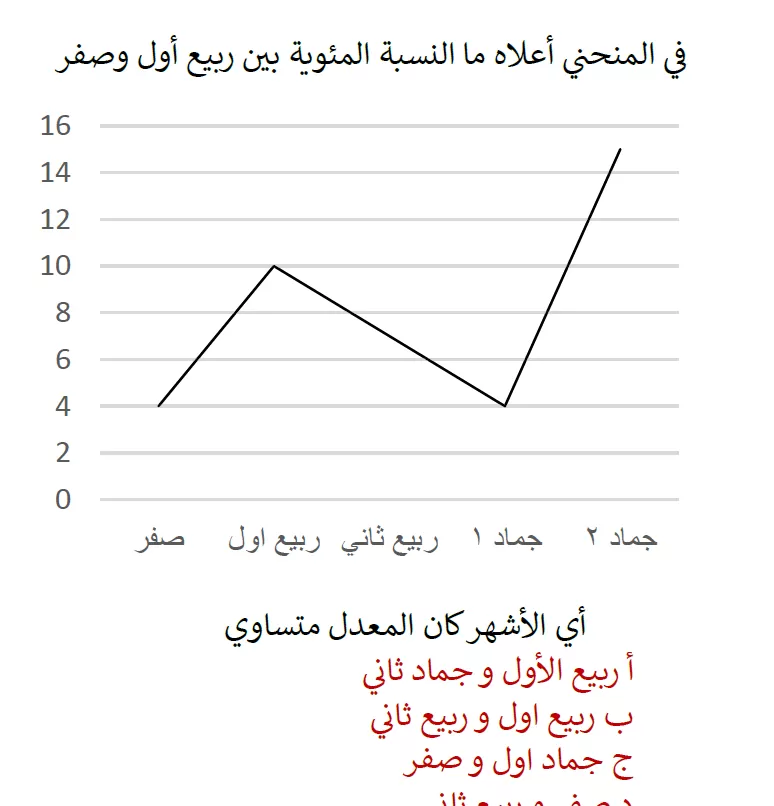 في المنحني أعلاه ما النسبة المئوية بين ربيع أول وصفر
16
14
12
10
8
6
4
2
0
صفر ربيع اول ربيع ثاني جماد ١ جماد ٢
أي الأشهر كان المعدل متساوي
أ ربيع الأول و جماد ثاني
ب ربيع اول و ربيع ثاني
ج جماد اول و صفر